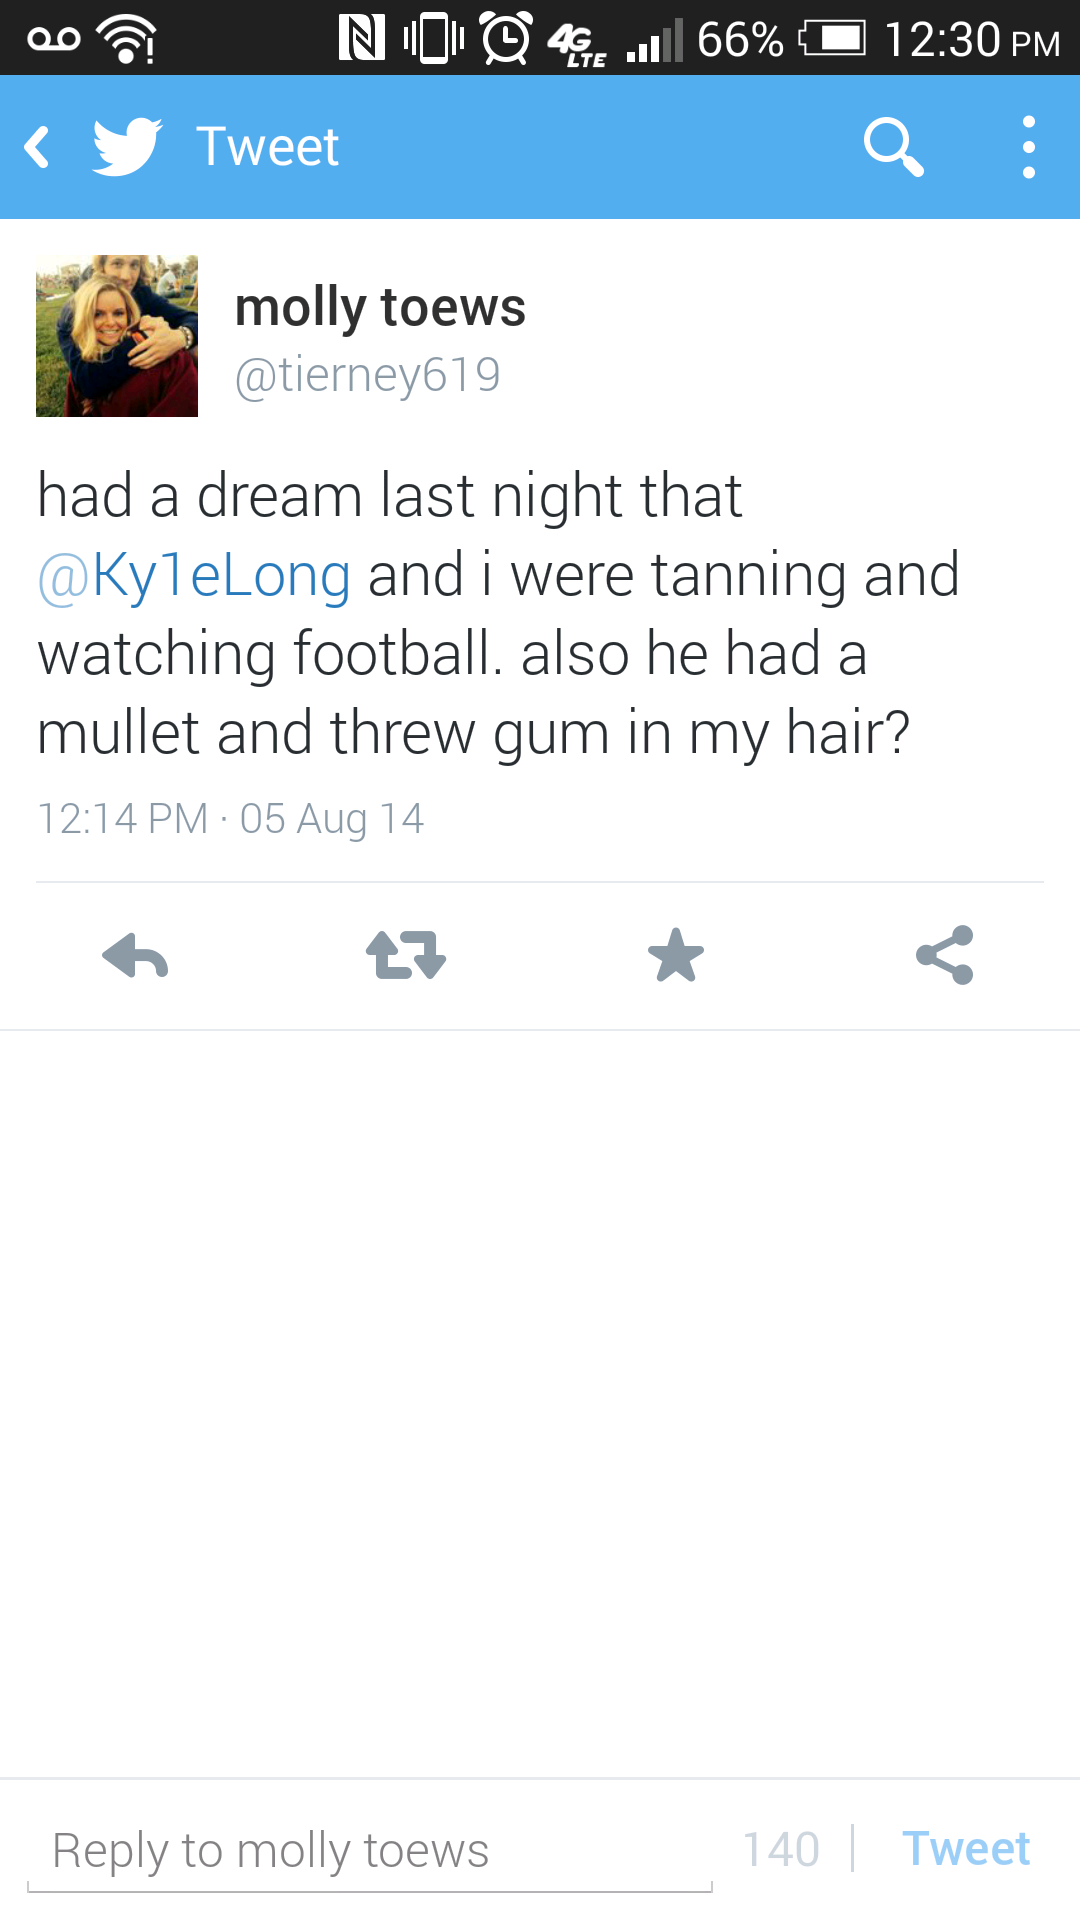 4G LTE 66% 12:30 PM
Tweet
molly toews
@tierney619
had a dream last night that
@Ky1eLong and i were tanning and
watching football. also he had a
mullet and threw gum in my hair?
12:14 PM · 05 Aug 14
Reply to molly toews 140 Tweet